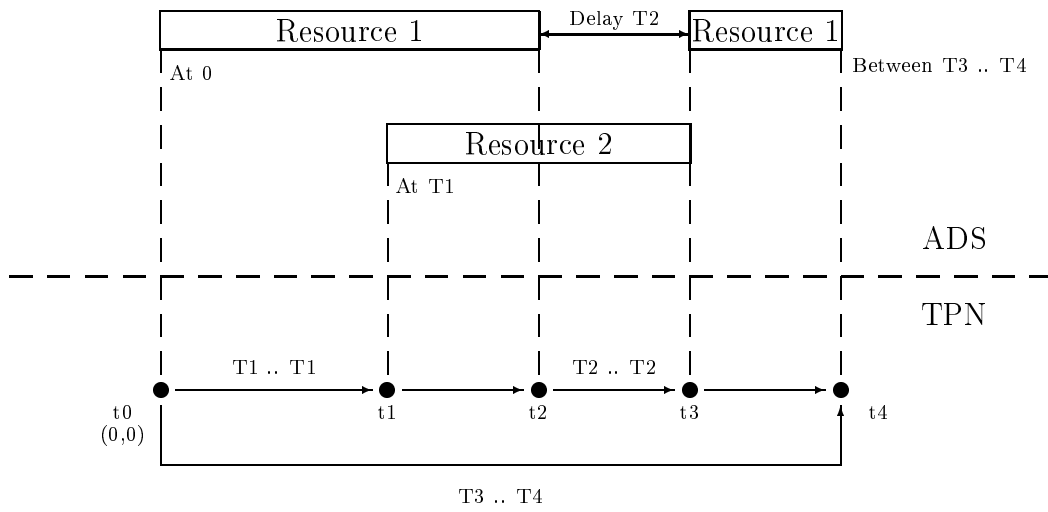 Resource 1
Delay T2
Resource 1
At 0
Between T3 .. T4
Resource 2
At T1
ADS
TPN
T1 .. T1
T2 .. T2
t0
t1
t2
t3
t4
(0,0)
T3 .. T4